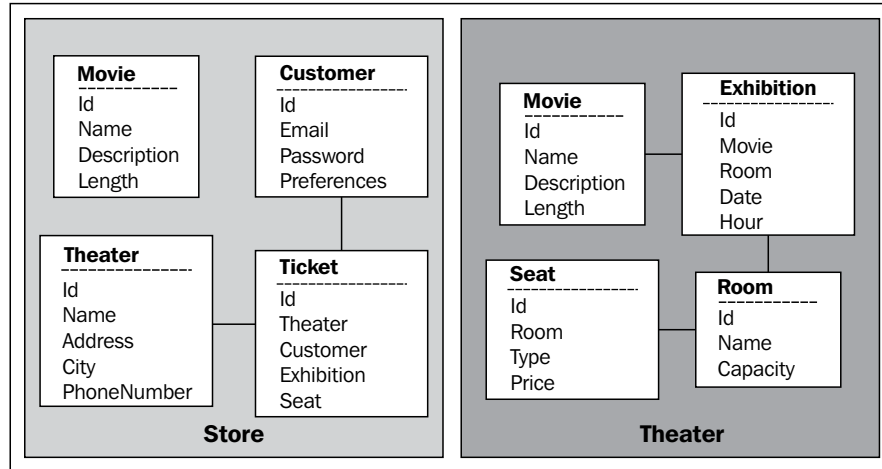 Movie
Id
Name
Description
Length
Customer
Id
Email
Password
Preferences
Theater
Id
Name
Address
City
PhoneNumber
Ticket
Id
Theater
Customer
Exhibition
Seat
Store
Movie
Id
Name
Description
Length
Exhibition
Id
Movie
Room
Date
Hour
Seat
Id
Room
Type
Price
Room
Id
Name
Capacity
Theater